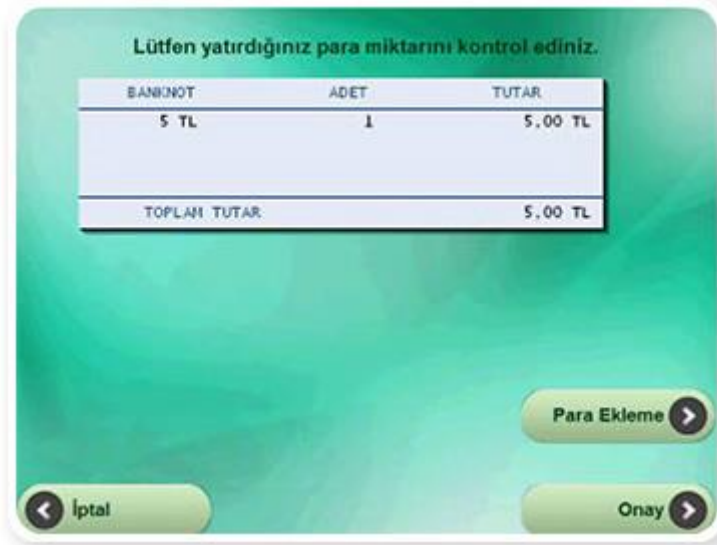 Lütfen yatırdığınız para miktarını kontrol ediniz.
BANKNOT ADET TUTAR
5 TL 1 5,00 TL
TOPLAM TUTAR 5,00 TL
Para Ekleme
İptal
Onay